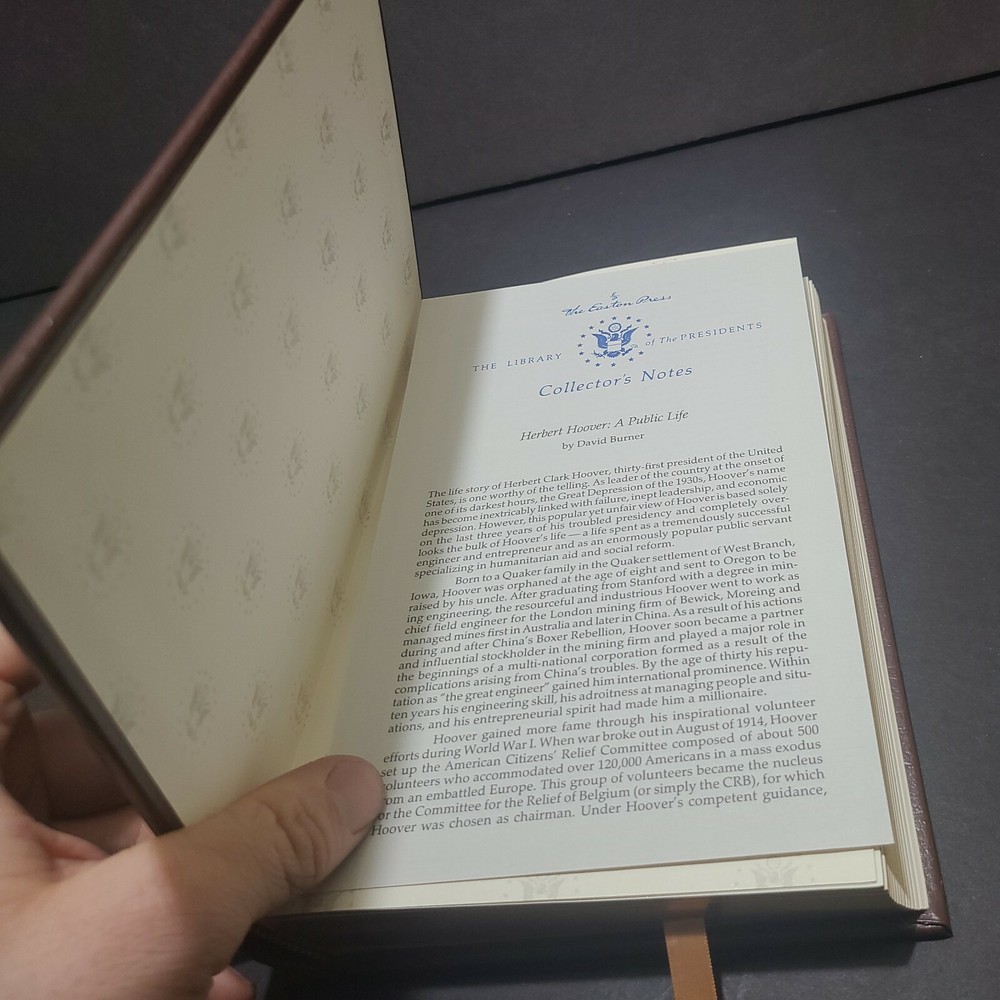 The Easton Press
THE LIBRARY of The PRESIDENTS
Collector's Notes
Herbert Hoover: A Public Life
by David Burner
The life story of Herbert Clark Hoover, thirty-first president of the United
States, is one worthy of the telling. As leader of the country at the onset of
one of its darkest hours, the Great Depression of the 1930s, Hoover's name
has become inextricably linked with failure, inept leadership, and economic
depression. However, this popular yet unfair view of Hoover is based solely
on the last three years of his troubled presidency and completely over-
looks the bulk of Hoover's life — a life spent as a tremendously successful
engineer and entrepreneur and as an enormously popular public servant
specializing in humanitarian aid and social reform.
Born to a Quaker family in the Quaker settlement of West Branch,
Iowa, Hoover was orphaned at the age of eight and sent to Oregon to be
raised by his uncle. After graduating from Stanford with a degree in min-
ing engineering, the resourceful and industrious Hoover went to work as
chief field engineer for the London mining firm of Bewick, Moreing and
managed mines first in Australia and later in China. As a result of his actions
during and after China's Boxer Rebellion, Hoover soon became a partner
and influential stockholder in the mining firm and played a major role in
the beginnings of a multi-national corporation formed as a result of the
complications arising from China's troubles. By the age of thirty his repu-
tation as "the great engineer" gained him international prominence. Within
ten years his engineering skill, his adroitness at managing people and situ-
ations, and his entrepreneurial spirit had made him a millionaire.
Hoover gained more fame through his inspirational volunteer
efforts during World War I. When war broke out in August of 1914, Hoover
set up the American Citizens' Relief Committee composed of about 500
volunteers who accommodated over 120,000 Americans in a mass exodus
from an embattled Europe. This group of volunteers became the nucleus
for the Committee for the Relief of Belgium (or simply the CRB), for which
Hoover was chosen as chairman. Under Hoover's competent guidance,